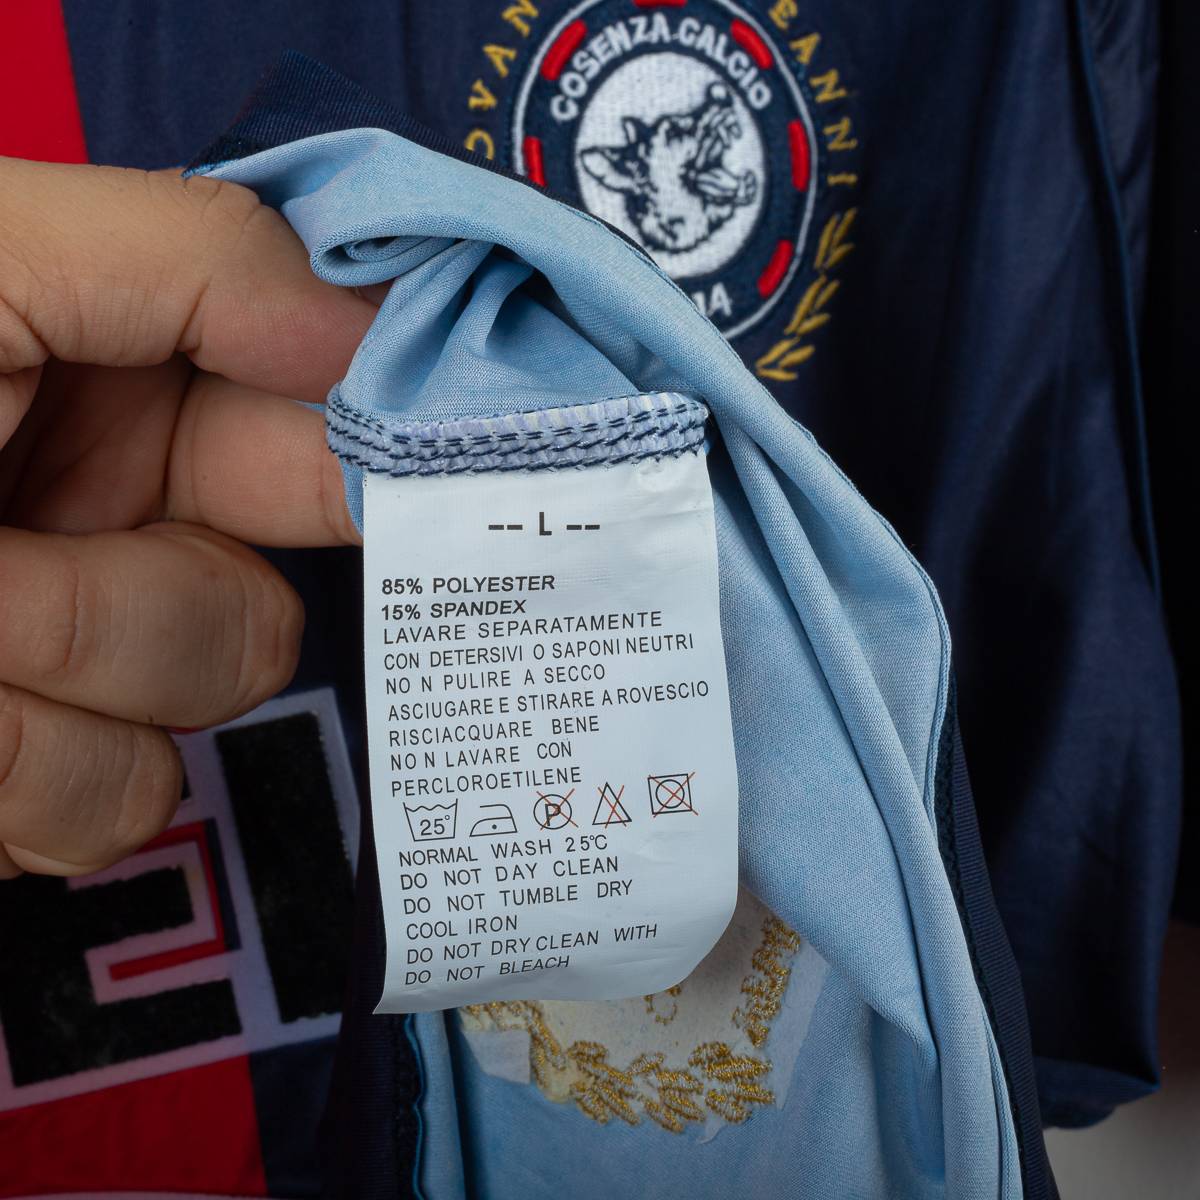 COSENZA CALCIO
-- L --
85% POLYESTER
15% SPANDEX
LAVARE SEPARATAMENTE
CON DETERSIVI O SAPONI NEUTRI
NO N PULIRE A SECCO
ASCIUGARE E STIRARE A ROVESCIO
RISCIACQUARE BENE
NO N LAVARE CON
PERCLOROETILENE
25° P
NORMAL WASH 25°C
DO NOT DAY CLEAN
DO NOT TUMBLE DRY
COOL IRON
DO NOT DRY CLEAN WITH
DO NOT BLEACH